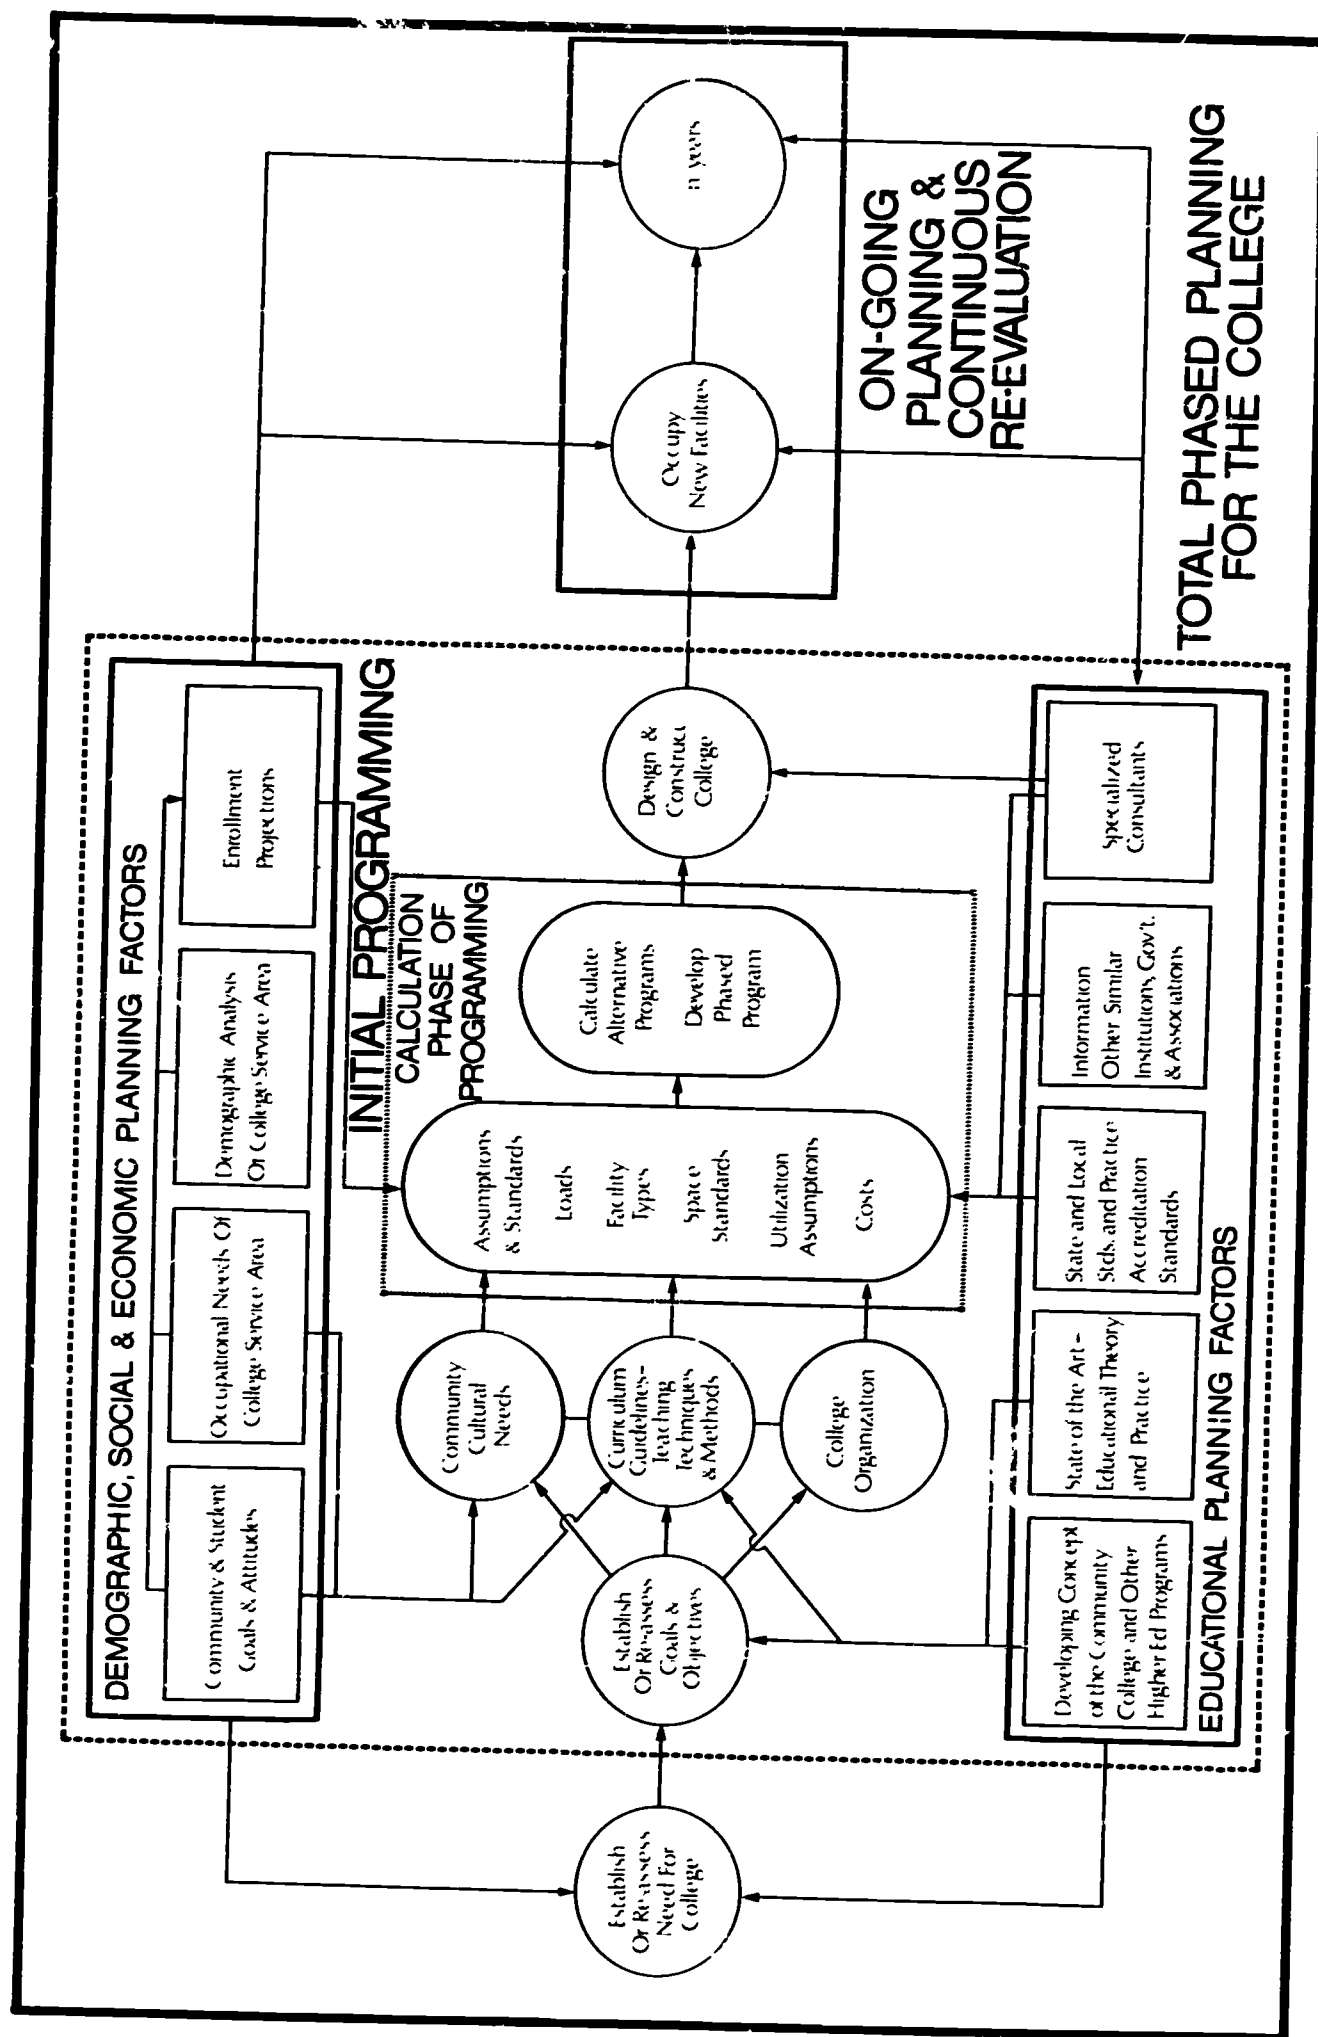 DEMOGRAPHIC, SOCIAL & ECONOMIC PLANNING FACTORS
Community & Student
Goals & Attitudes
Occupational Needs Of
College Service Area
Demographic Analysis
Of College Service Area
Enrollment
Projections
INITIAL PROGRAMMING
CALCULATION
PHASE OF
PROGRAMMING
Establish
Or Re-assess
Need For
College
Establish
Or Re-assess
Goals &
Objectives
Community
Cultural
Needs
Curriculum
Guidelines-
Teaching
Techniques
& Methods
College
Organization
Assumptions
& Standards
Loads
Facility
Types
Space
Standards
Utilization
Assumptions
Costs
Calculate
Alternative
Programs
Develop
Phased
Program
Design &
Construct
College
Occupy
New Facilities
n years
ON-GOING
PLANNING &
CONTINUOUS
RE-EVALUATION
Developing Concept
of the Community
College and Other
Higher Ed Programs
State of the Art-
Educational Theory
and Practice
State and Local
Stds. and Practice
Accreditation
Standards
Information
Other Similar
Institutions, Gov't.
& Associations
Specialized
Consultants
EDUCATIONAL PLANNING FACTORS
TOTAL PHASED PLANNING
FOR THE COLLEGE